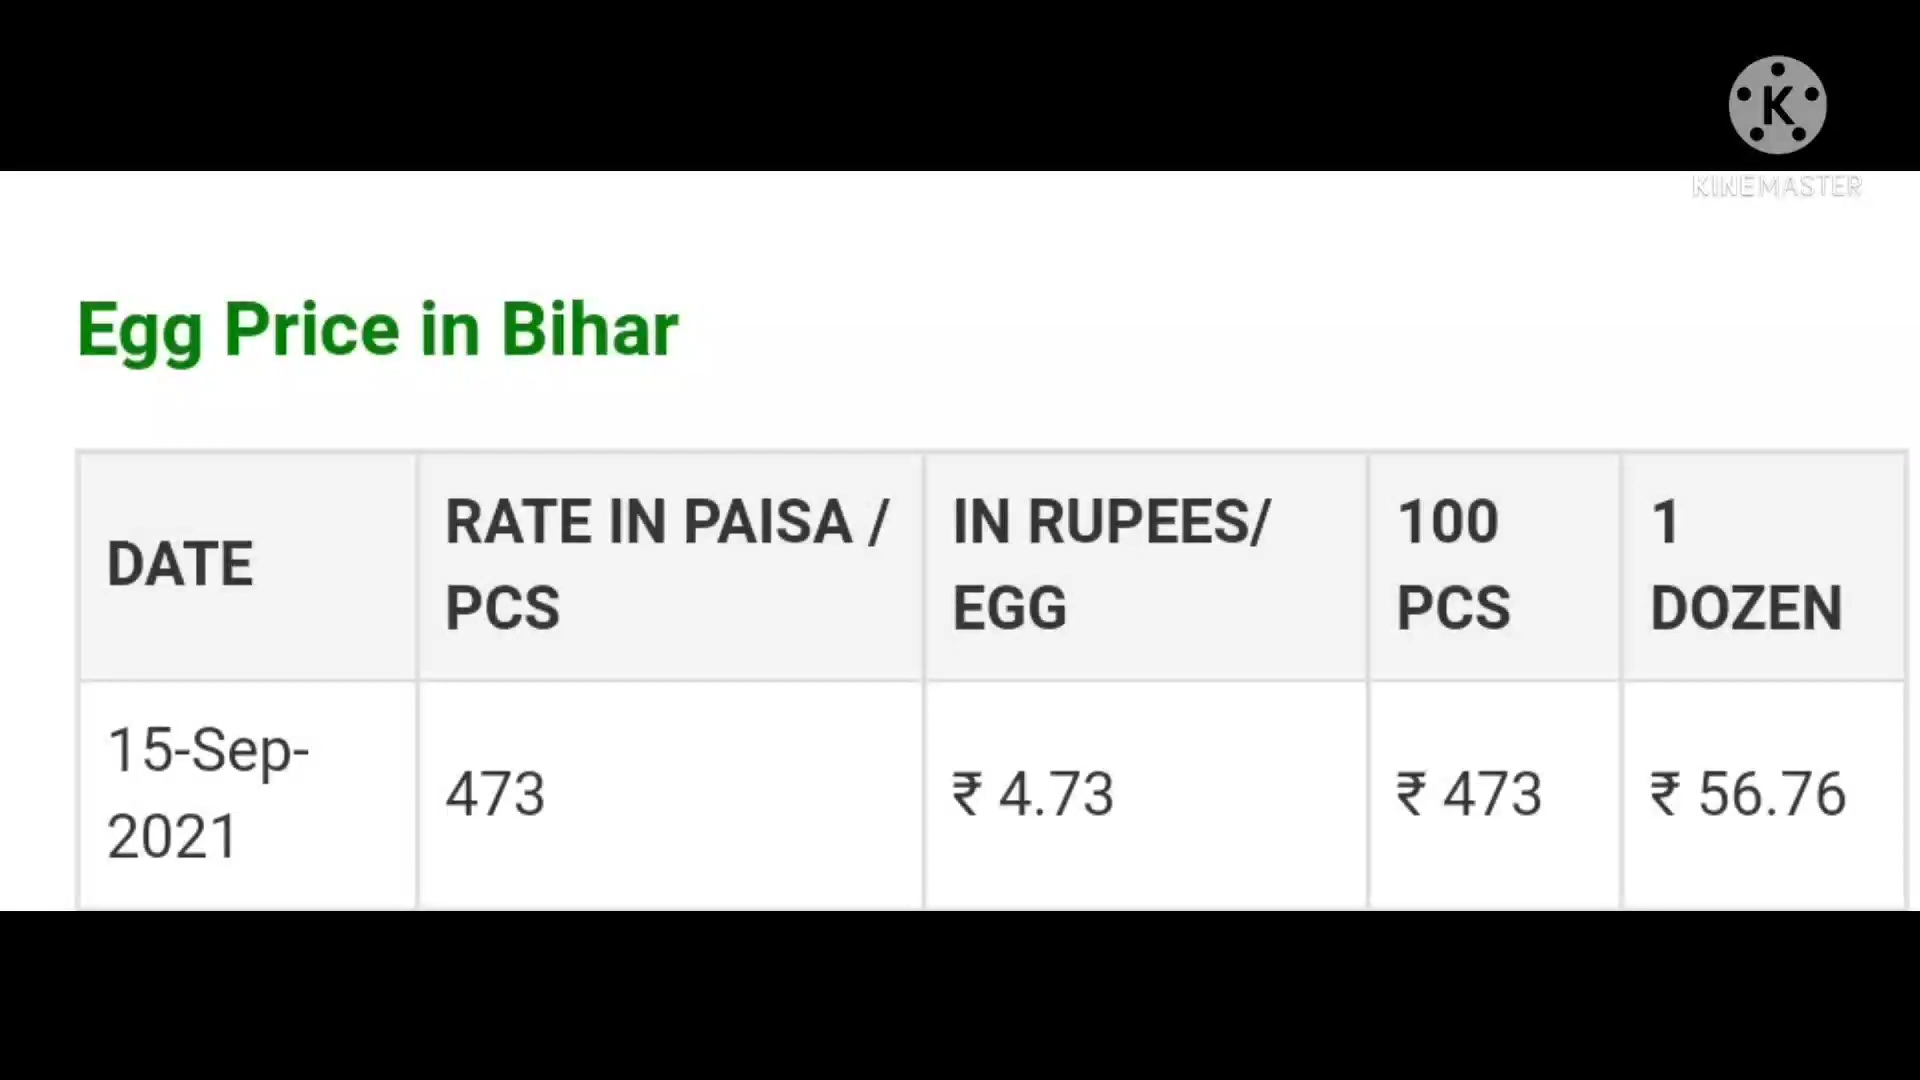 K
KINEMASTER
Egg Price in Bihar
DATE
RATE IN PAISA /
PCS
IN RUPEES/
EGG
100
PCS
1
DOZEN
15-Sep-
2021
473
₹ 4.73
₹ 473
₹ 56.76